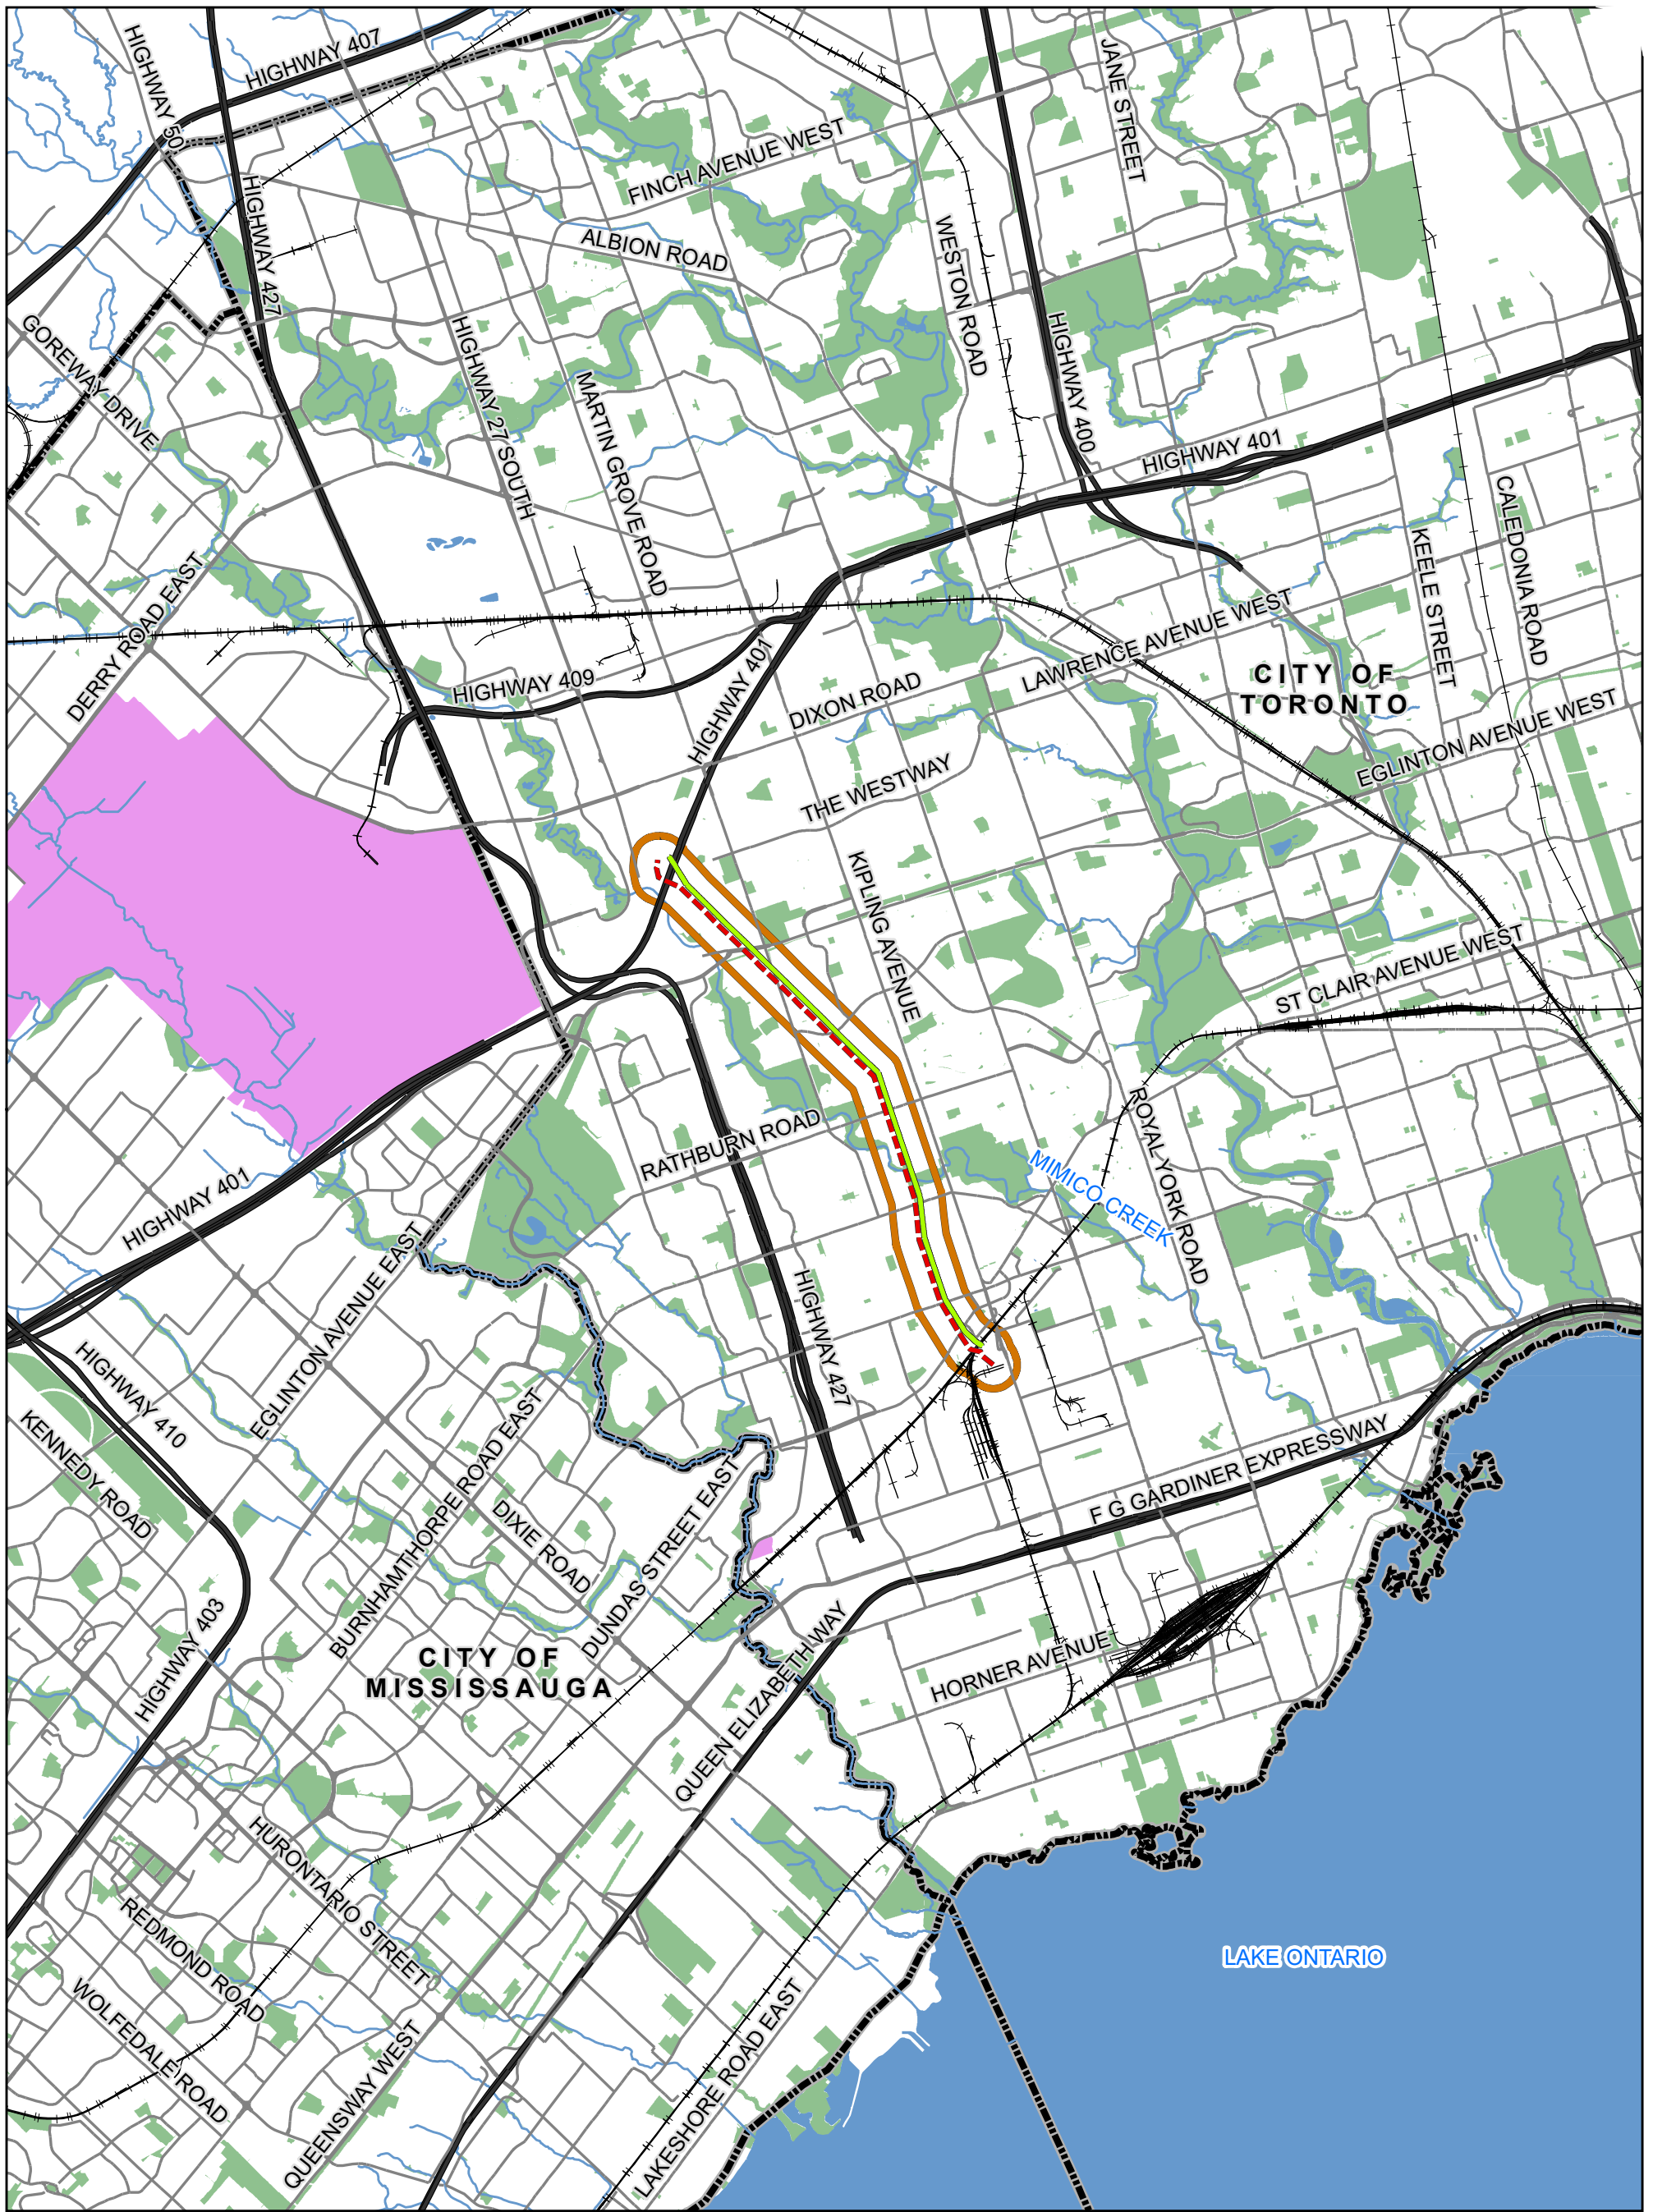 HIGHWAY 50
HIGHWAY 407
JANE STREET
FINCH AVENUE WEST
HIGHWAY 427
ALBION ROAD
WESTON ROAD
GOREWAY DRIVE
HIGHWAY 27 SOUTH
MARTIN GROVE ROAD
HIGHWAY 400
HIGHWAY 401
CALEDONIA ROAD
KEELE STREET
DERRY ROAD EAST
LAWRENCE AVENUE WEST
HIGHWAY 409
HIGHWAY 401
DIXON ROAD
CITY OF
TORONTO
EGLINTON AVENUE WEST
THE WESTWAY
KIPLING AVENUE
ST CLAIR AVENUE WEST
RATHBURN ROAD
ROYAL YORK ROAD
MIMICO CREEK
HIGHWAY 401
EGLINTON AVENUE EAST
HIGHWAY 427
HIGHWAY 410
KENNEDY ROAD
BURNHAMTHORPE ROAD EAST
DIXIE ROAD
DUNDAS STREET EAST
F G GARDINER EXPRESSWAY
HIGHWAY 403
CITY OF
MISSISSAUGA
QUEEN ELIZABETH WAY
HORNER AVENUE
HURONTARIO STREET
REDMOND ROAD
WOLFEDALE ROAD
QUEENSWAY WEST
LAKESHORE ROAD EAST
LAKE ONTARIO